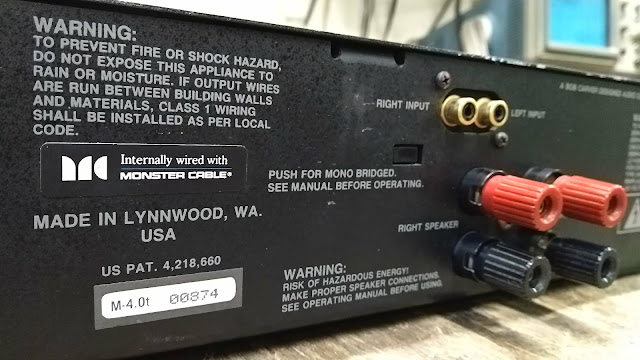 WARNING:
TO PREVENT FIRE OR SHOCK HAZARD,
DO NOT EXPOSE THIS APPLIANCE TO
RAIN OR MOISTURE. IF OUTPUT WIRES
ARE RUN BETWEEN BUILDING WALLS
AND MATERIALS, CLASS 1 WIRING
SHALL BE INSTALLED AS PER LOCAL
CODE.
Internally wired with
MONSTER CABLE®
MADE IN LYNNWOOD, WA.
USA
US PAT. 4,218,660
M-4.0t 00874
RIGHT INPUT
LEFT INPUT
PUSH FOR MONO BRIDGED.
SEE MANUAL BEFORE OPERATING.
RIGHT SPEAKER
WARNING:
RISK OF HAZARDOUS ENERGY!
MAKE PROPER SPEAKER CONNECTIONS.
SEE OPERATING MANUAL BEFORE USING.
A BOB CARVER DESIGNED